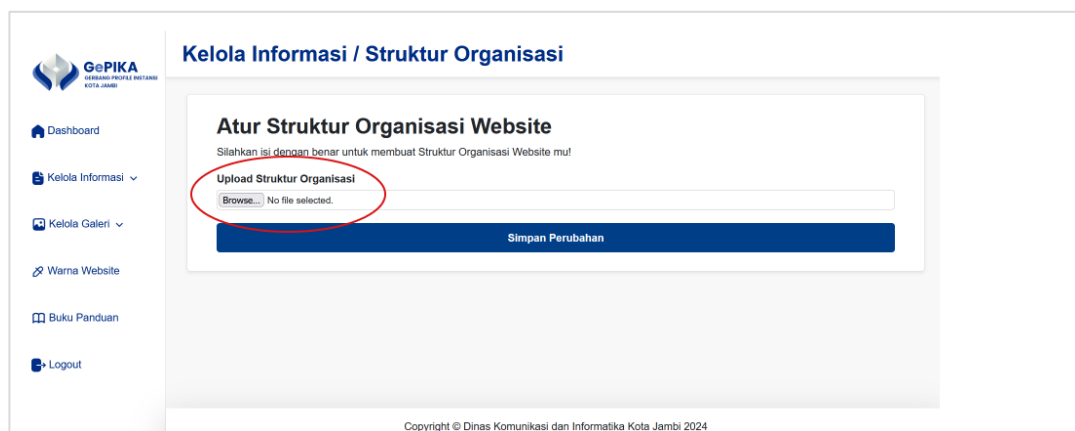 GePIKA
GERBANG PROFILE INSTANSI
KOTA JAMBI
Dashboard
Kelola Informasi
Kelola Galeri
Warna Website
Buku Panduan
Logout
Kelola Informasi / Struktur Organisasi
Atur Struktur Organisasi Website
Silahkan isi dengan benar untuk membuat Struktur Organisasi Website mu!
Upload Struktur Organisasi
Browse... No file selected.
Simpan Perubahan
Copyright © Dinas Komunikasi dan Informatika Kota Jambi 2024